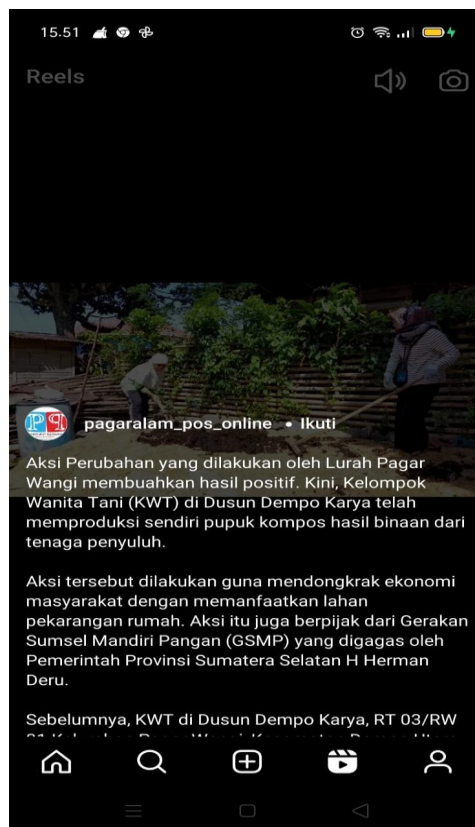 15.51
Reels
pagaralam_pos_online • Ikuti
Aksi Perubahan yang dilakukan oleh Lurah Pagar
Wangi membuahkan hasil positif. Kini, Kelompok
Wanita Tani (KWT) di Dusun Dempo Karya telah
memproduksi sendiri pupuk kompos hasil binaan dari
tenaga penyuluh.
Aksi tersebut dilakukan guna mendongkrak ekonomi
masyarakat dengan memanfaatkan lahan
pekarangan rumah. Aksi itu juga berpijak dari Gerakan
Sumsel Mandiri Pangan (GSMP) yang digagas oleh
Pemerintah Provinsi Sumatera Selatan H Herman
Deru.
Sebelumnya, KWT di Dusun Dempo Karya, RT 03/RW